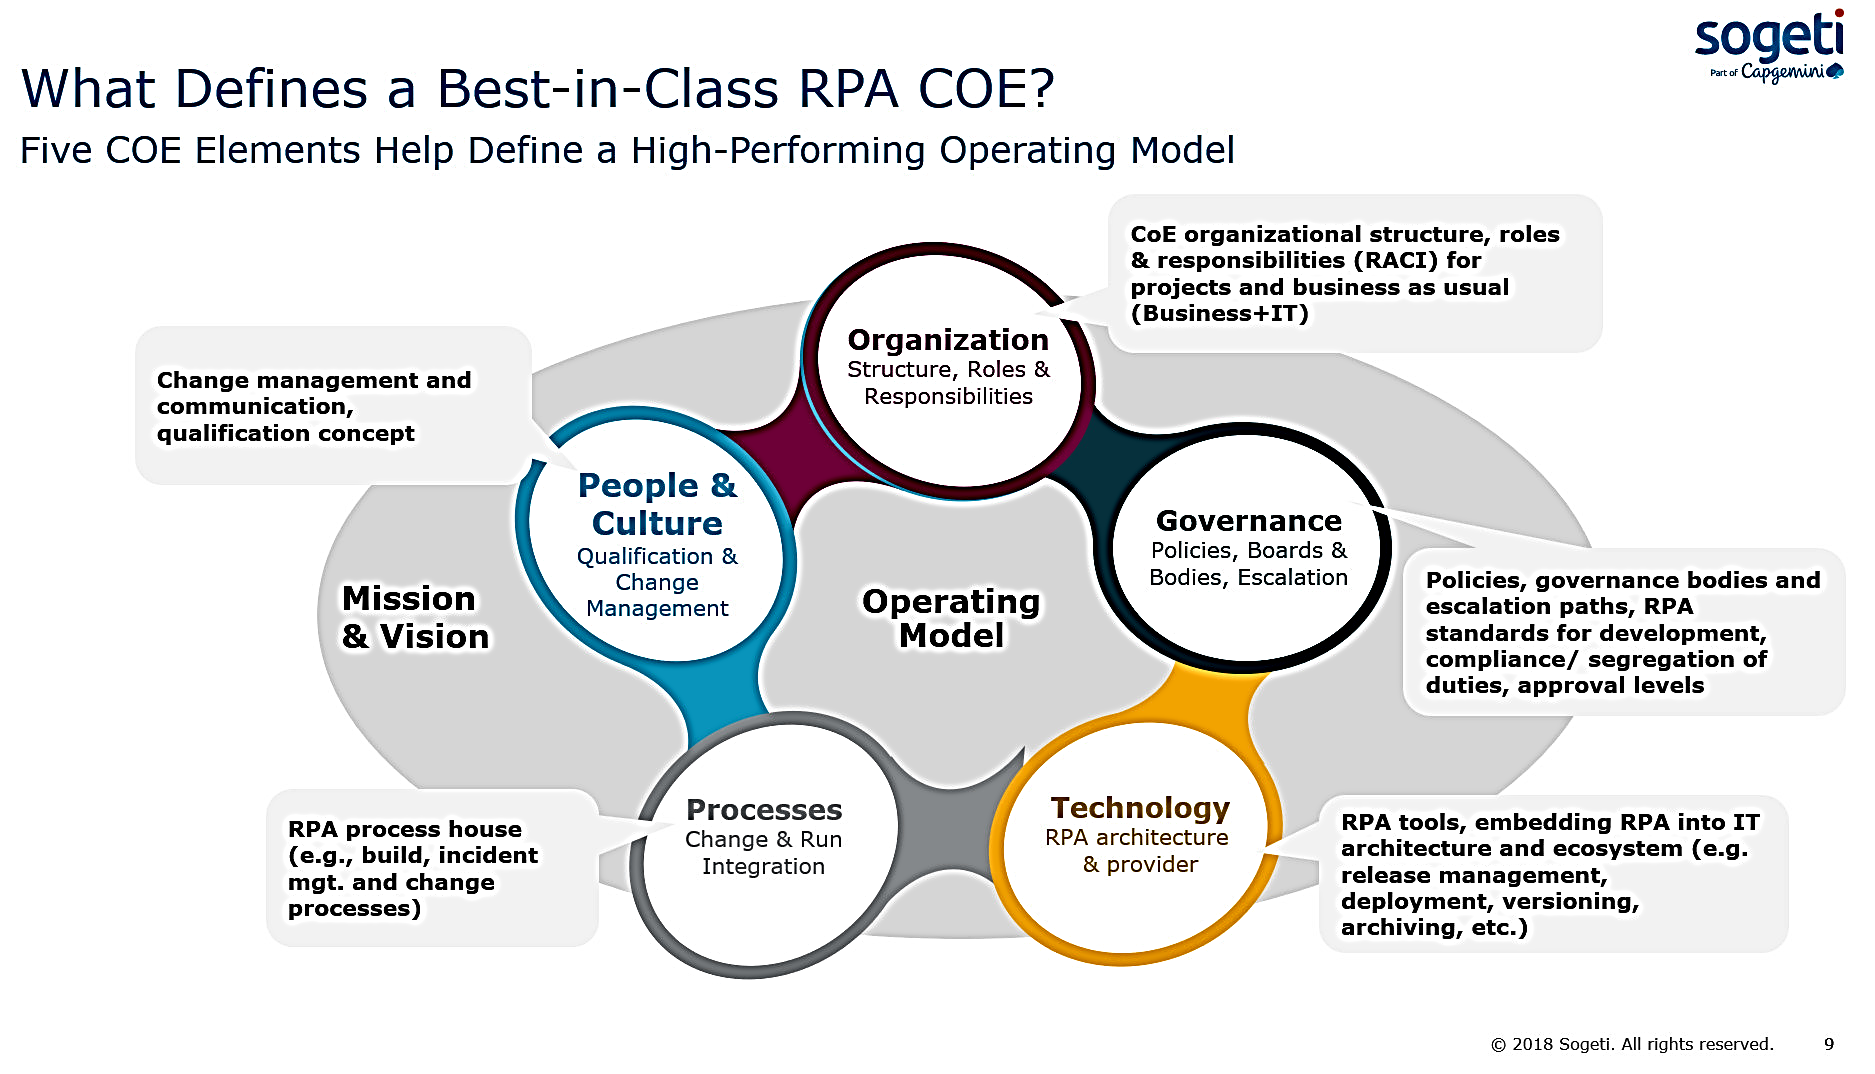 sogeti
Part of Capgemini
What Defines a Best-in-Class RPA COE?
Five COE Elements Help Define a High-Performing Operating Model
CoE organizational structure, roles
& responsibilities (RACI) for
projects and business as usual
(Business+IT)
Organization
Structure, Roles &
Responsibilities
Change management and
communication,
qualification concept
People &
Culture
Qualification &
Change
Management
Governance
Policies, Boards &
Bodies, Escalation
Policies, governance bodies and
escalation paths, RPA
standards for development,
compliance/ segregation of
duties, approval levels
Mission
& Vision
Operating
Model
Processes
Change & Run
Integration
Technology
RPA architecture
& provider
RPA process house
(e.g., build, incident
mgt. and change
processes)
RPA tools, embedding RPA into IT
architecture and ecosystem (e.g.
release management,
deployment, versioning,
archiving, etc.)
© 2018 Sogeti. All rights reserved.
9